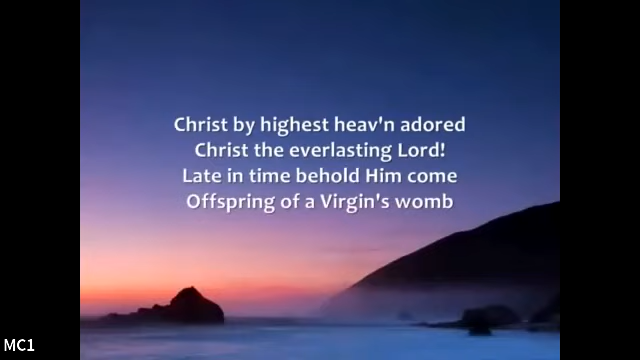 Christ by highest heav'n adored
Christ the everlasting Lord!
Late in time behold Him come
Offspring of a Virgin's womb
MC1